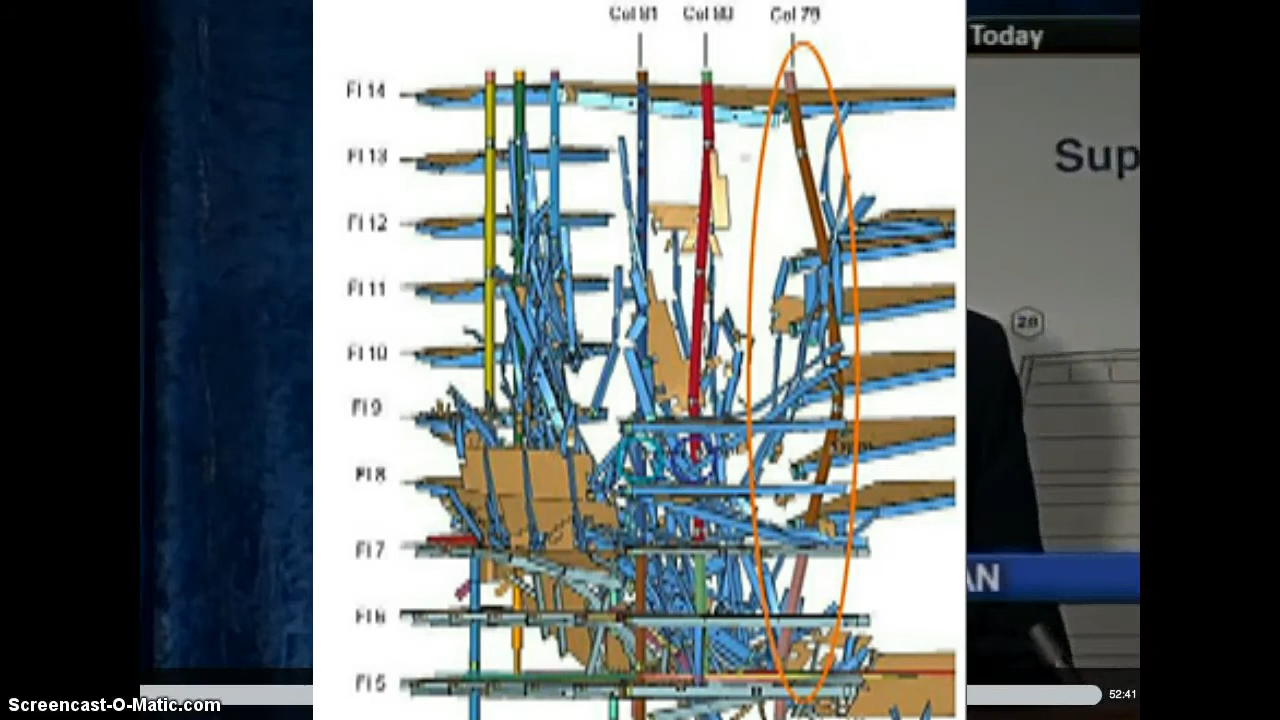 Col 81 Col 80 Col 79
Today
Fl 14
Sup
Fl 13
Fl 12
Fl 11
28
Fl 10
Fl 9
Fl 8
Fl 7
AN
Fl 6
Fl 5
52:41
Screencast-O-Matic.com